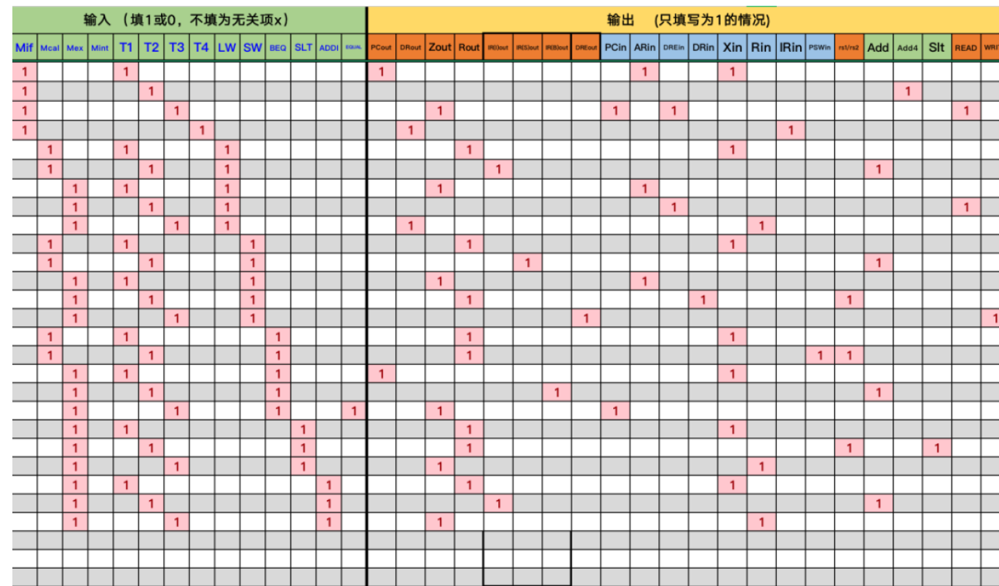 输入 （填1或0，不填为无关项x） 输出 (只填写为1的情况)
Mif Mcal Mex Mint T1 T2 T3 T4 LW SW BEQ SLT ADDI EQUAL PCout DRout Zout Rout IR(I)out IR(S)out IR(B)out DREout PCin ARin DREin DRin Xin Rin IRin PSWin rs1/rs2 Add Add4 Slt READ WRI
1 1 1 1 1
1 1 1
1 1 1 1 1 1
1 1 1 1
1 1 1 1 1
1 1 1 1 1
1 1 1 1 1
1 1 1 1 1
1 1 1 1 1
1 1 1 1 1
1 1 1 1 1
1 1 1 1 1
1 1 1 1 1 1
1 1 1 1 1
1 1 1 1 1
1 1 1 1 1 1
1 1 1 1 1
1 1 1 1 1
1 1 1 1 1 1
1 1 1 1 1
1 1 1 1 1 1
1 1 1 1 1
1 1 1 1 1
1 1 1 1 1
1 1 1 1 1